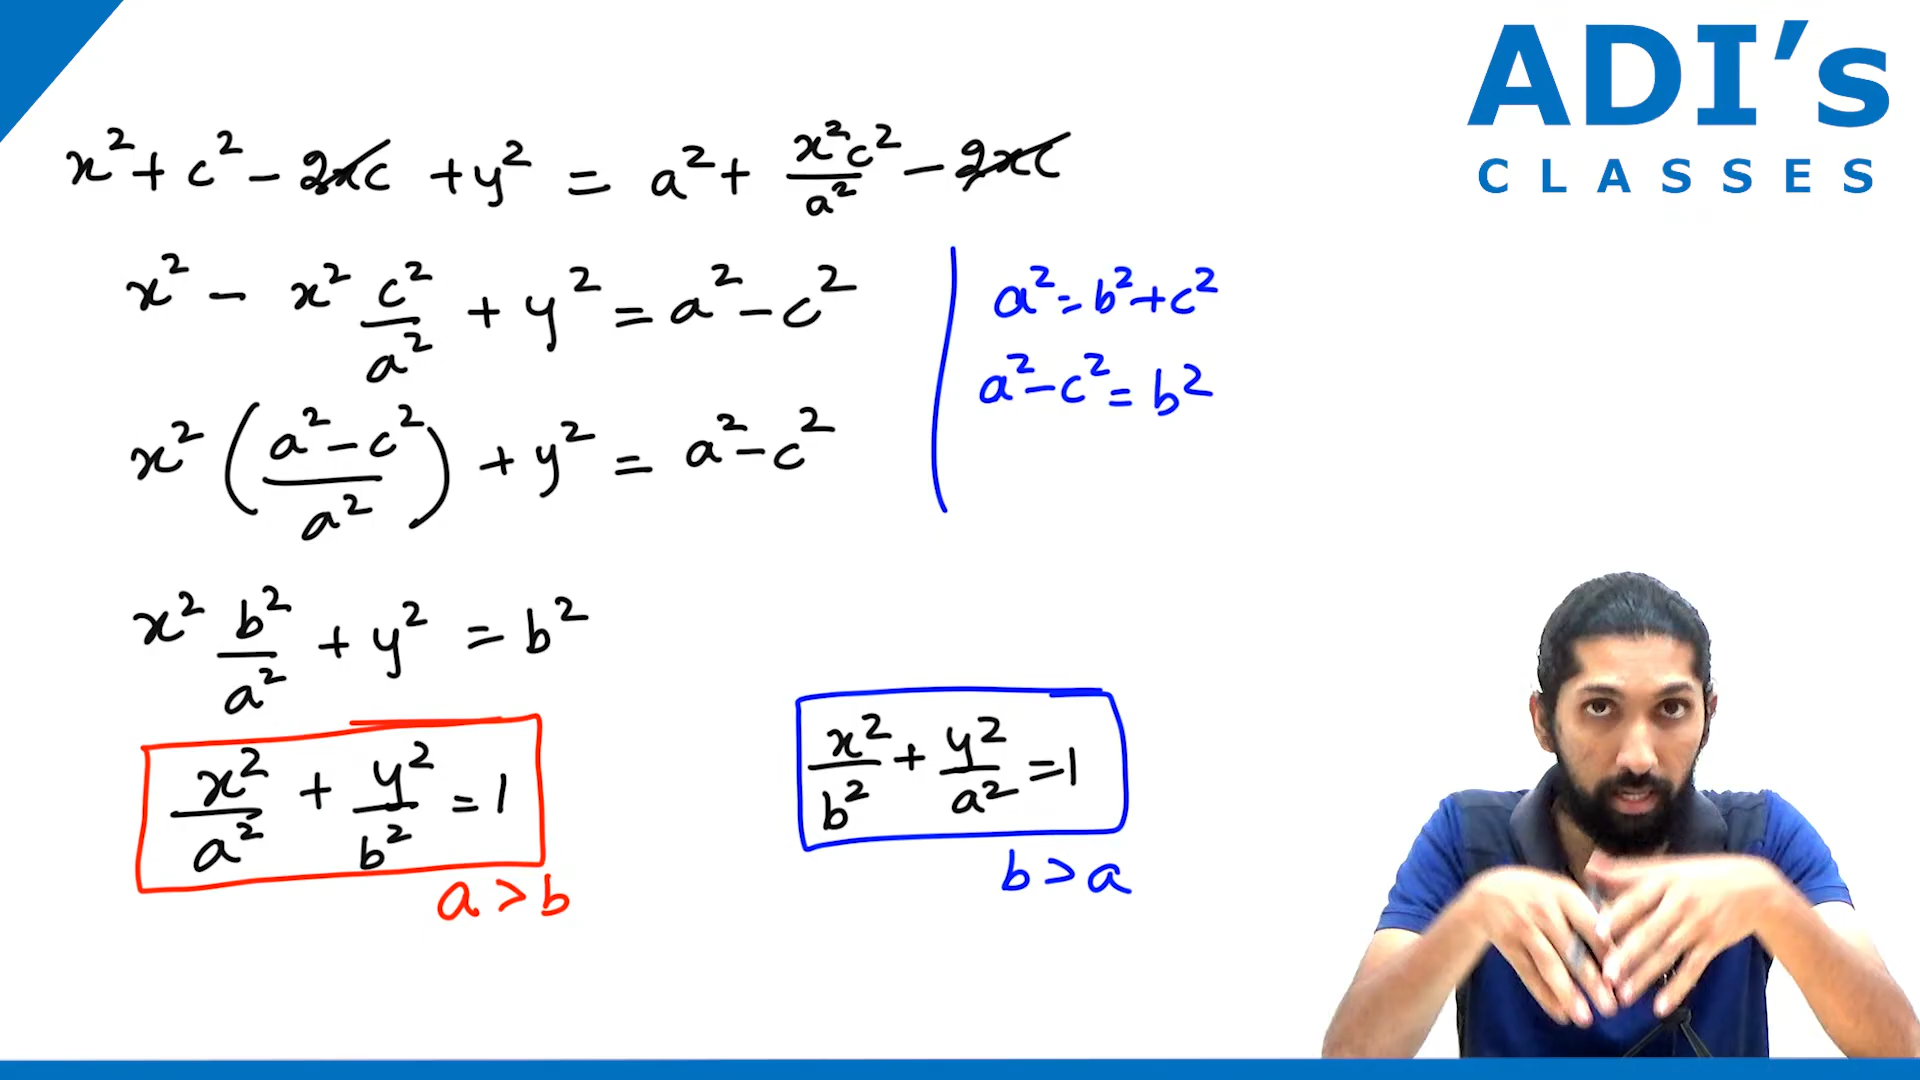 ADI's
CLASSES
x² + c² - 2xc + y² = a² + x²c²/a² - 2xc
x² - x² c²/a² + y² = a² - c²
a² = b² + c²
a² - c² = b²
x² (a² - c²/a²) + y² = a² - c²
x² b²/a² + y² = b²
x²/a² + y²/b² = 1
a > b
x²/b² + y²/a² = 1
b > a